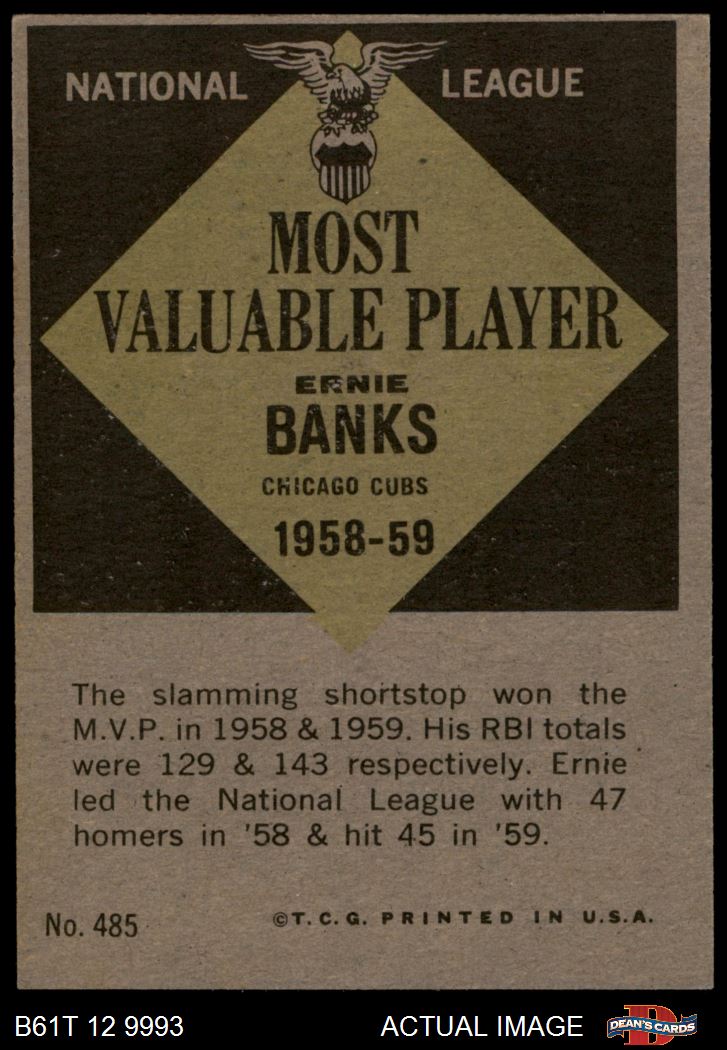 NATIONAL LEAGUE
MOST
VALUABLE PLAYER
ERNIE
BANKS
CHICAGO CUBS
1958-59
The slamming shortstop won the
M.V.P. in 1958 & 1959. His RBI totals
were 129 & 143 respectively. Ernie
led the National League with 47
homers in '58 & hit 45 in '59.
No. 485 ©T.C.G. PRINTED IN U.S.A.
B61T 12 9993 ACTUAL IMAGE DEAN'S CARDS